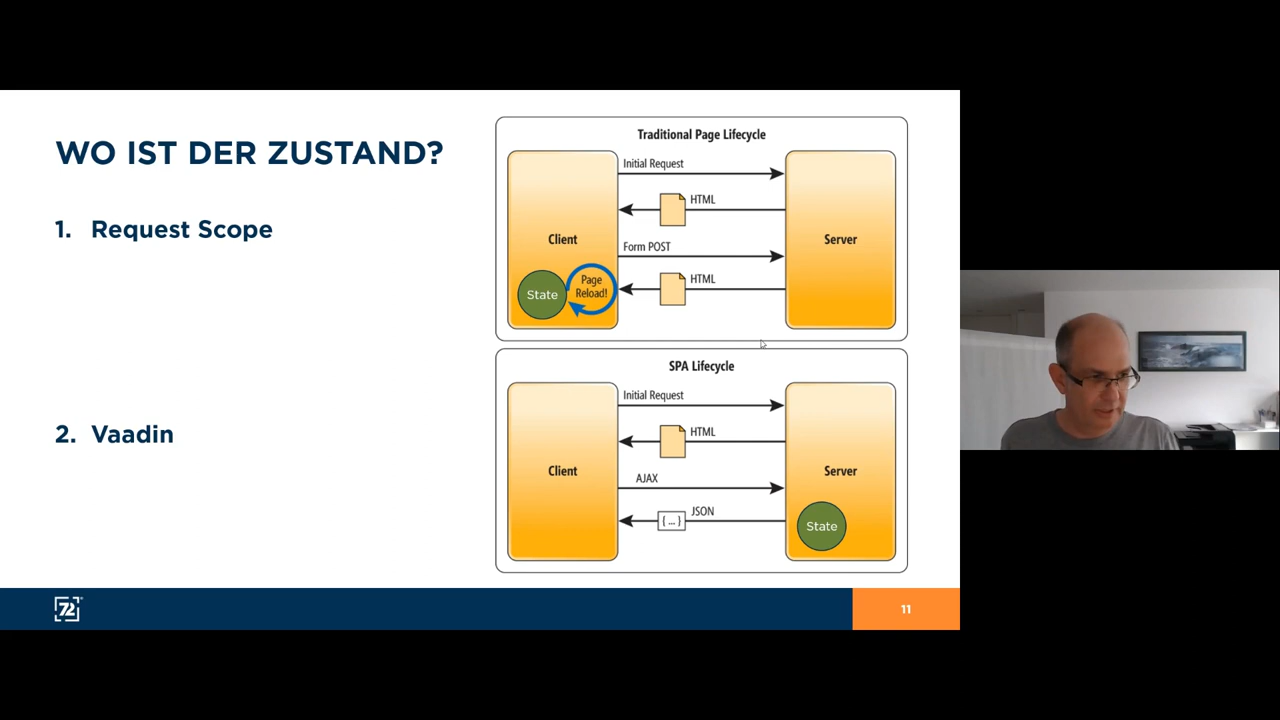 WO IST DER ZUSTAND?
1. Request Scope
2. Vaadin
Traditional Page Lifecycle
Initial Request
HTML
Client
Server
Form POST
HTML
State
Page
Reload!
SPA Lifecycle
Initial Request
HTML
Client
Server
AJAX
JSON
{ ... }
State
72
11